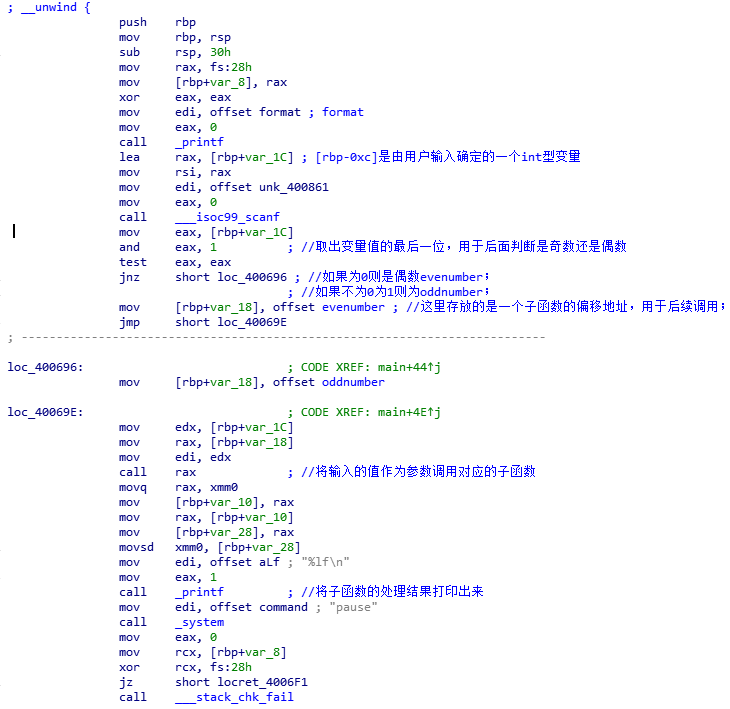 ; __unwind {
push rbp
mov rbp, rsp
sub rsp, 30h
mov rax, fs:28h
mov [rbp+var_8], rax
xor eax, eax
mov edi, offset format ; format
mov eax, 0
call _printf
lea rax, [rbp+var_1C] ; [rbp-0xc]是由用户输入确定的一个int型变量
mov rsi, rax
mov edi, offset unk_400861
mov eax, 0
call ___isoc99_scanf
mov eax, [rbp+var_1C]
and eax, 1 ; //取出变量值的最后一位，用于后面判断是奇数还是偶数
test eax, eax
jnz short loc_400696 ; //如果为0则是偶数evenumber；
; //如果不为0为1则为oddnumber；
mov [rbp+var_18], offset evenumber ; //这里存放的是一个子函数的偏移地址，用于后续调用；
jmp short loc_40069E
; ---------------------------------------------------------------------------
loc_400696: ; CODE XREF: main+44↑j
mov [rbp+var_18], offset oddnumber
loc_40069E: ; CODE XREF: main+4E↑j
mov edx, [rbp+var_1C]
mov rax, [rbp+var_18]
mov edi, edx
call rax ; //将输入的值作为参数调用对应的子函数
movq rax, xmm0
mov [rbp+var_10], rax
mov rax, [rbp+var_10]
mov [rbp+var_28], rax
movsd xmm0, [rbp+var_28]
mov edi, offset aLf ; "%lf\n"
mov eax, 1
call _printf ; //将子函数的处理结果打印出来
mov edi, offset command ; "pause"
call _system
mov eax, 0
mov rcx, [rbp+var_8]
xor rcx, fs:28h
jz short locret_4006F1
call ___stack_chk_fail